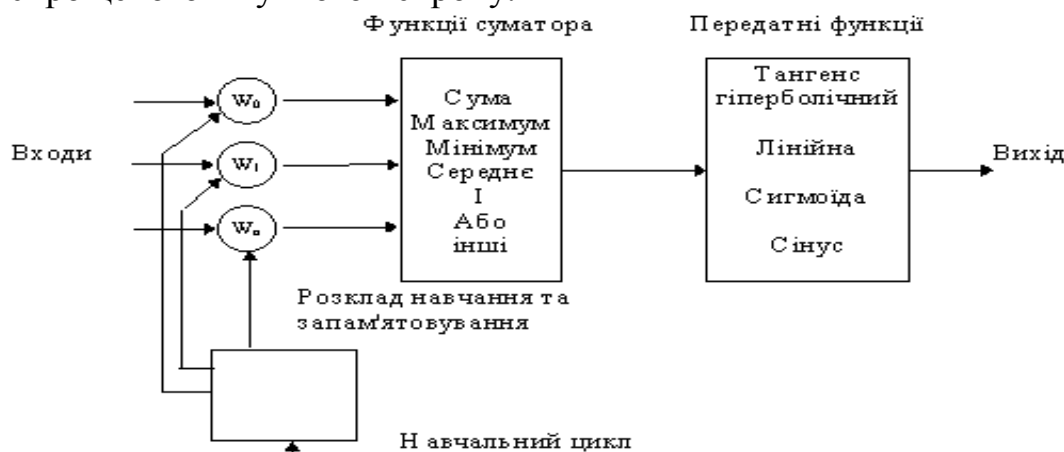 Функції суматора
Передатні функції
Входи
W₀
W₁
Wₙ
Сума
Максимум
Мінімум
Середнє
І
Або
інші
Тангенс
гіперболічний
Лінійна
Сигмоїда
Сінус
Вихід
Розклад навчання та
запам'ятовування
Навчальний цикл